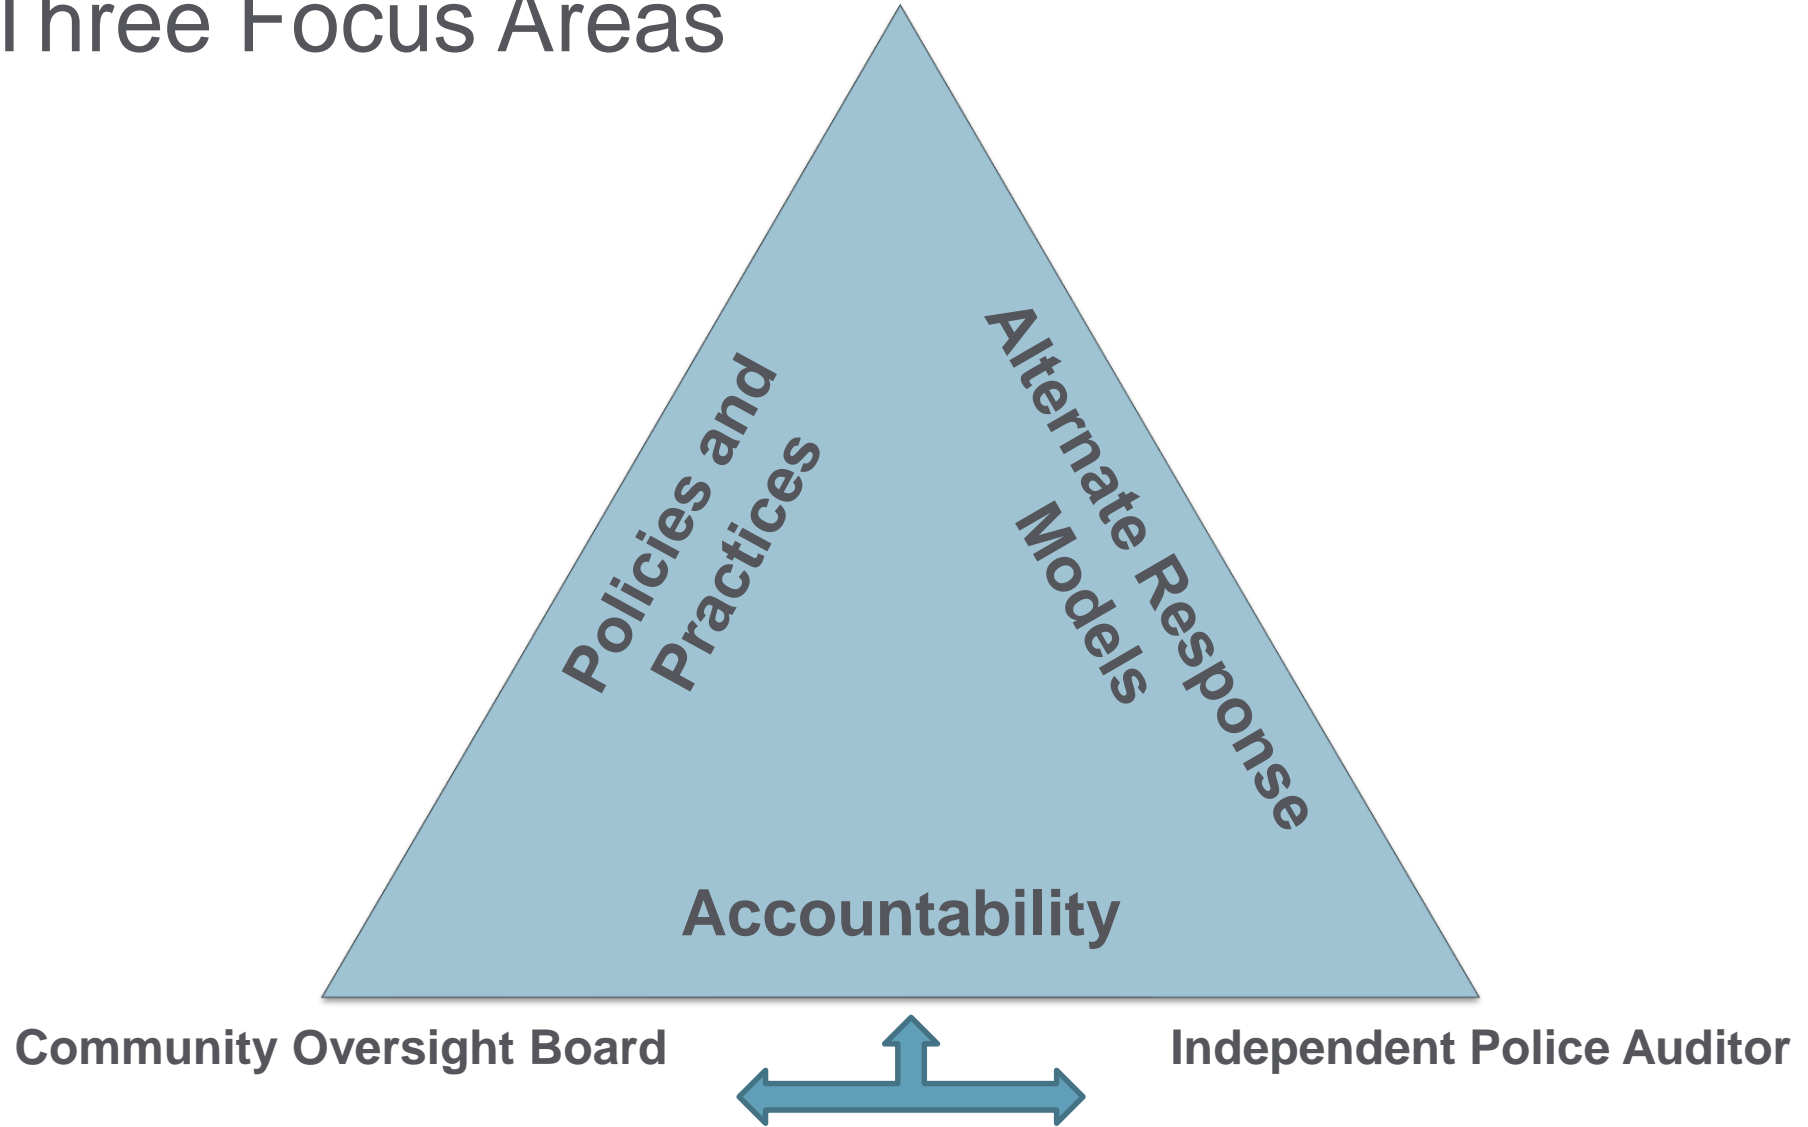 Three Focus Areas
Policies and
Practices
Alternate Response
Models
Accountability
Community Oversight Board
Independent Police Auditor